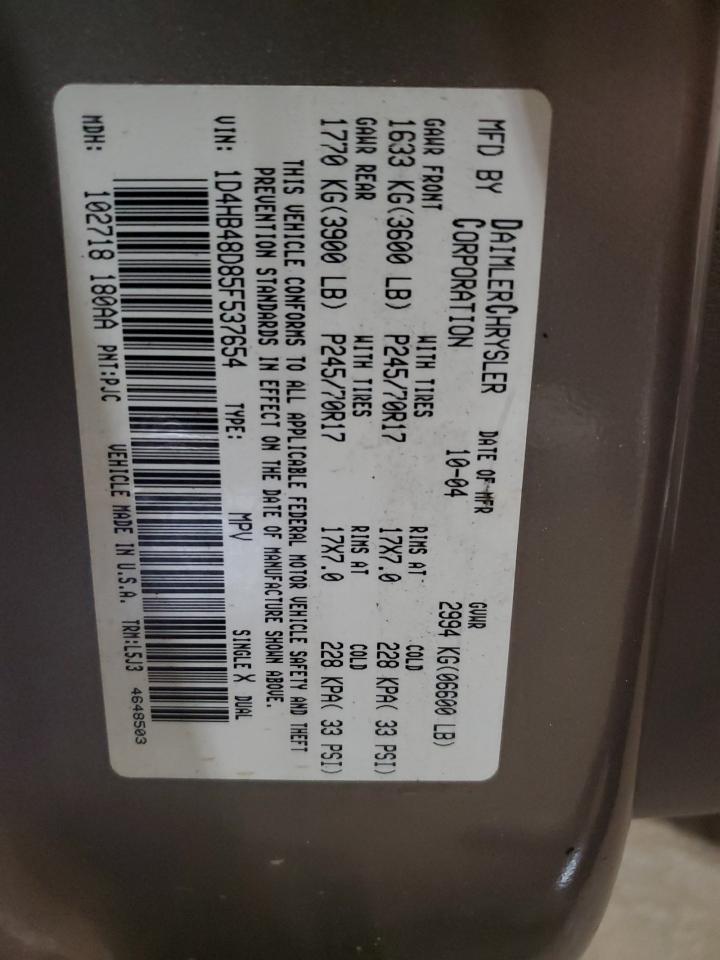 MFD BY DAIMLERCHRYSLER CORPORATION DATE OF MFR 10-04 GVWR 2994 KG(06600 LB)
GAWR FRONT WITH TIRES RIMS AT COLD
1633 KG(3600 LB) P245/70R17 17X7.0 228 KPA( 33 PSI)
GAWR REAR WITH TIRES RIMS AT COLD
1770 KG(3900 LB) P245/70R17 17X7.0 228 KPA( 33 PSI)
THIS VEHICLE CONFORMS TO ALL APPLICABLE FEDERAL MOTOR VEHICLE SAFETY AND THEFT
PREVENTION STANDARDS IN EFFECT ON THE DATE OF MANUFACTURE SHOWN ABOVE.
VIN: 1D4HB48D85F537654 TYPE: MPV SINGLE X DUAL
MDH: 102718 180AA PNT:PJC VEHICLE MADE IN U.S.A. TRM:L5J3 4648503